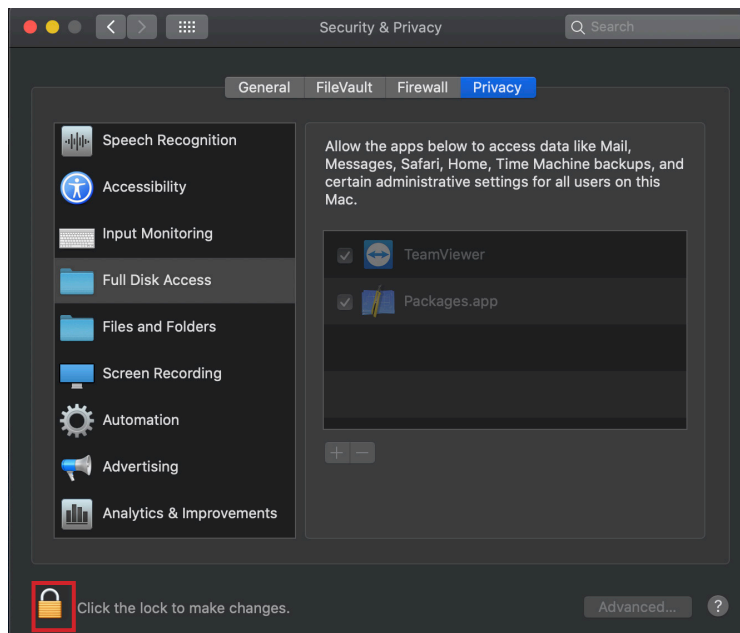 Security & Privacy
Search
General
FileVault
Firewall
Privacy
Speech Recognition
Accessibility
Input Monitoring
Full Disk Access
Files and Folders
Screen Recording
Automation
Advertising
Analytics & Improvements
Allow the apps below to access data like Mail,
Messages, Safari, Home, Time Machine backups, and
certain administrative settings for all users on this
Mac.
TeamViewer
Packages.app
Click the lock to make changes.
Advanced...
?